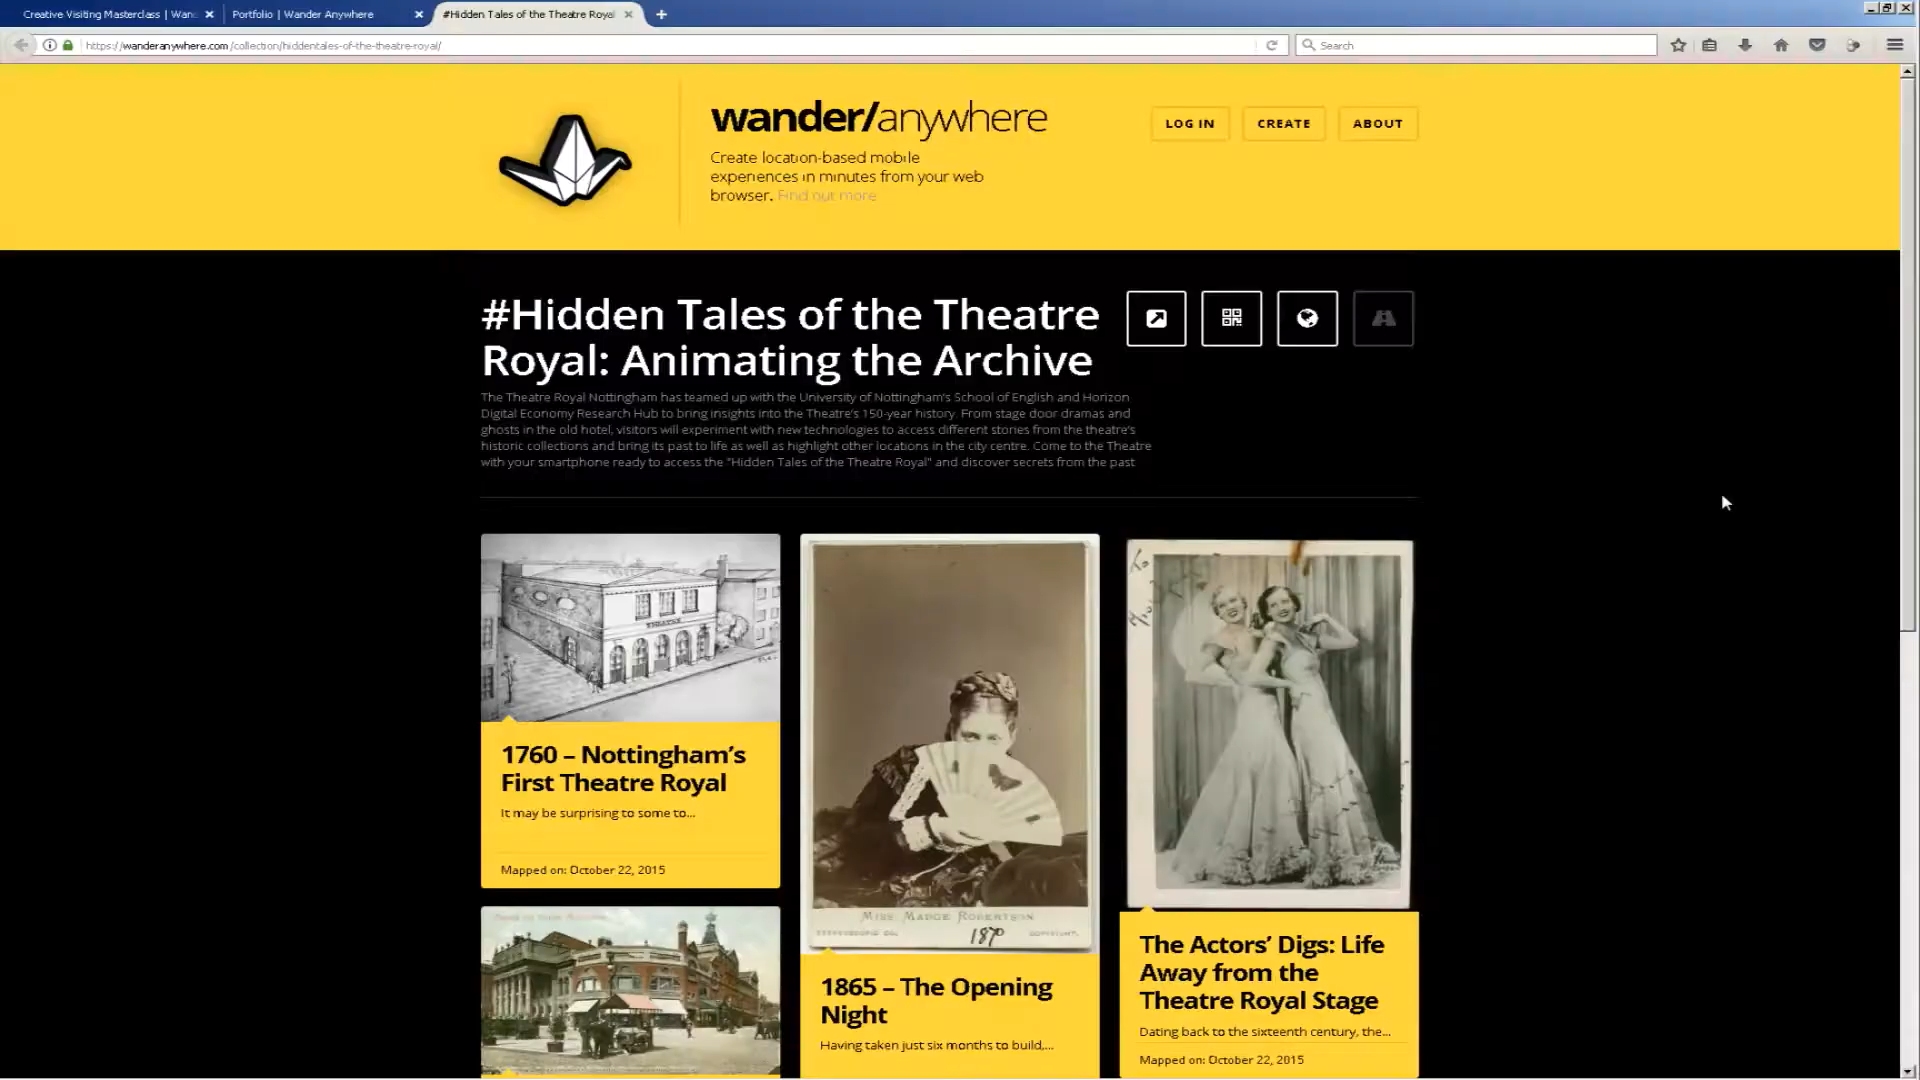 Creative Visiting Masterclass | Wan
Portfolio | Wander Anywhere
#Hidden Tales of the Theatre Royal
https://wanderanywhere.com/collection/hiddentales-of-the-theatre-royal/
Search
wander/anywhere
Create location-based mobile
experiences in minutes from your web
browser. Find out more
LOG IN
CREATE
ABOUT
#Hidden Tales of the Theatre
Royal: Animating the Archive
The Theatre Royal Nottingham has teamed up with the University of Nottingham's School of English and Horizon
Digital Economy Research Hub to bring insights into the Theatre's 150-year history. From stage door dramas and
ghosts in the old hotel, visitors will experiment with new technologies to access different stories from the theatre's
historic collections and bring its past to life as well as highlight other locations in the city centre. Come to the Theatre
with your smartphone ready to access the "Hidden Tales of the Theatre Royal" and discover secrets from the past
THEATRE
1760 – Nottingham's
First Theatre Royal
It may be surprising to some to...
Mapped on: October 22, 2015
MISS MADGE ROBERTSON
STEREOSCOPIC CO.
COPYRIGHT.
1870
1865 – The Opening
Night
Having taken just six months to build,...
To
The Actors' Digs: Life
Away from the
Theatre Royal Stage
Dating back to the sixteenth century, the...
Mapped on: October 22, 2015